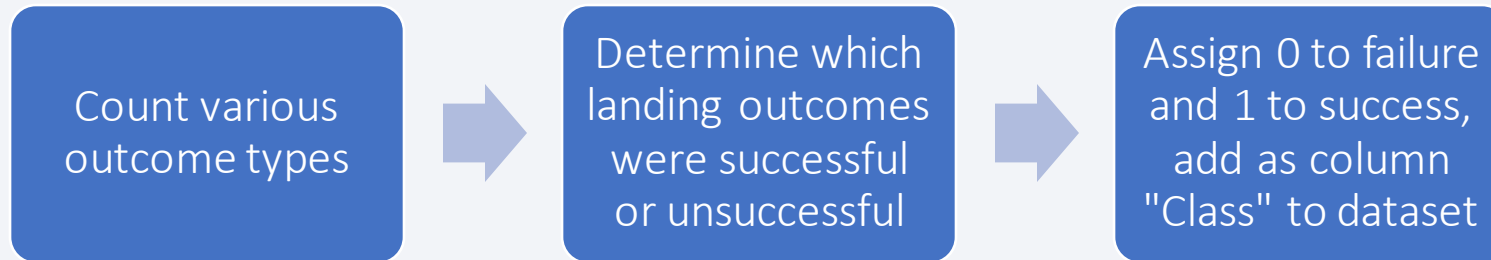 Count various
outcome types
Determine which
landing outcomes
were successful
or unsuccessful
Assign 0 to failure
and 1 to success,
add as column
"Class" to dataset